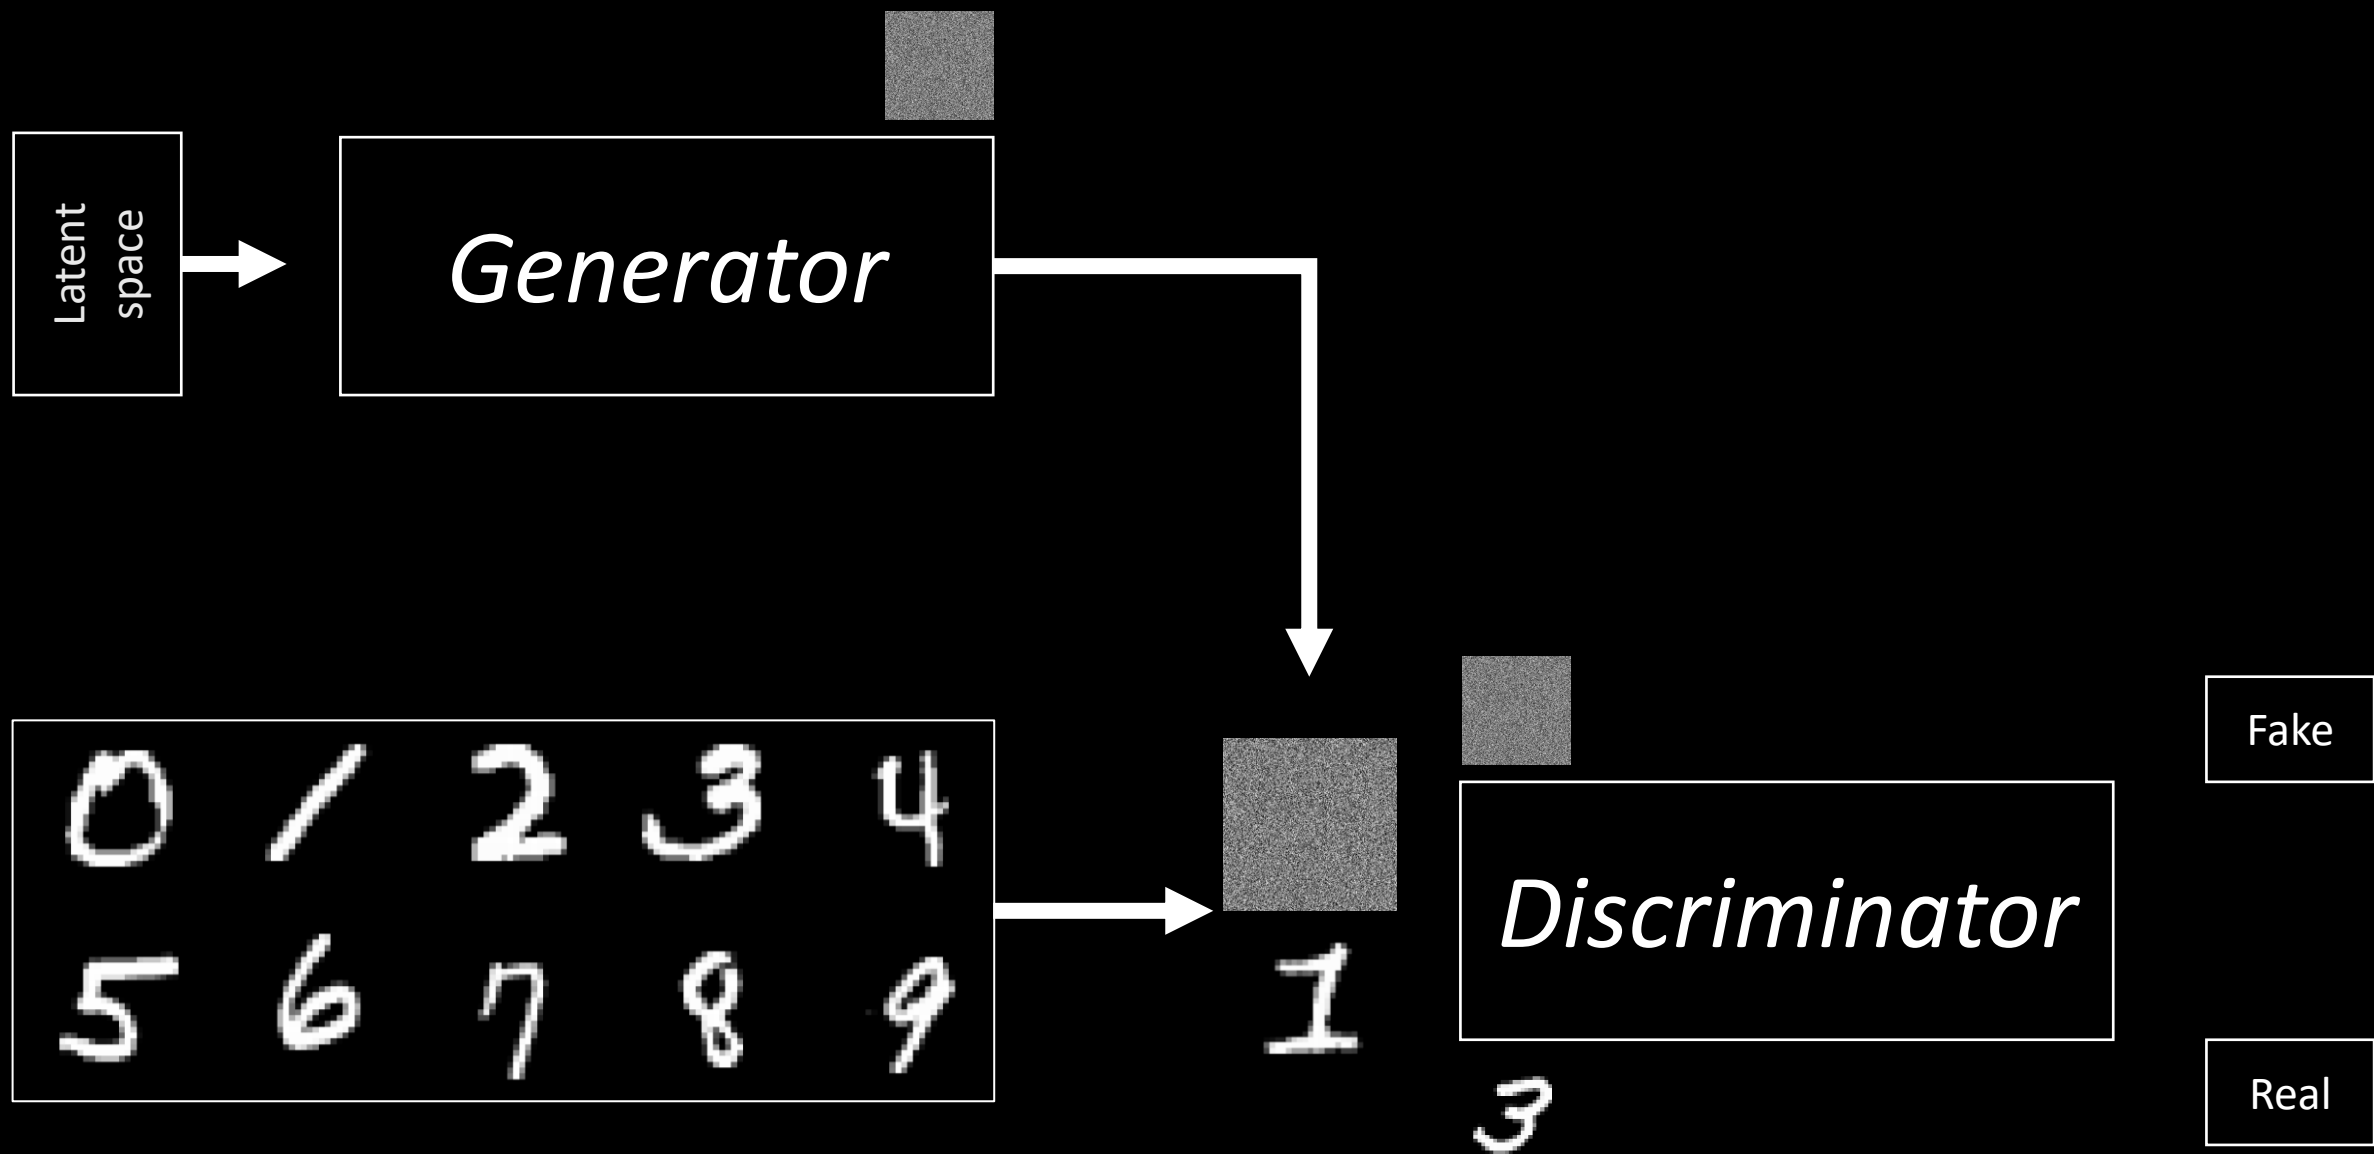 Latent
space
Generator
0 1 2 3 4
5 6 7 8 9
1
Discriminator
3
Fake
Real